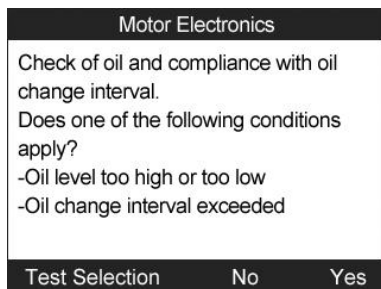 Motor Electronics
Check of oil and compliance with oil
change interval.
Does one of the following conditions
apply?
-Oil level too high or too low
-Oil change interval exceeded
Test Selection No Yes